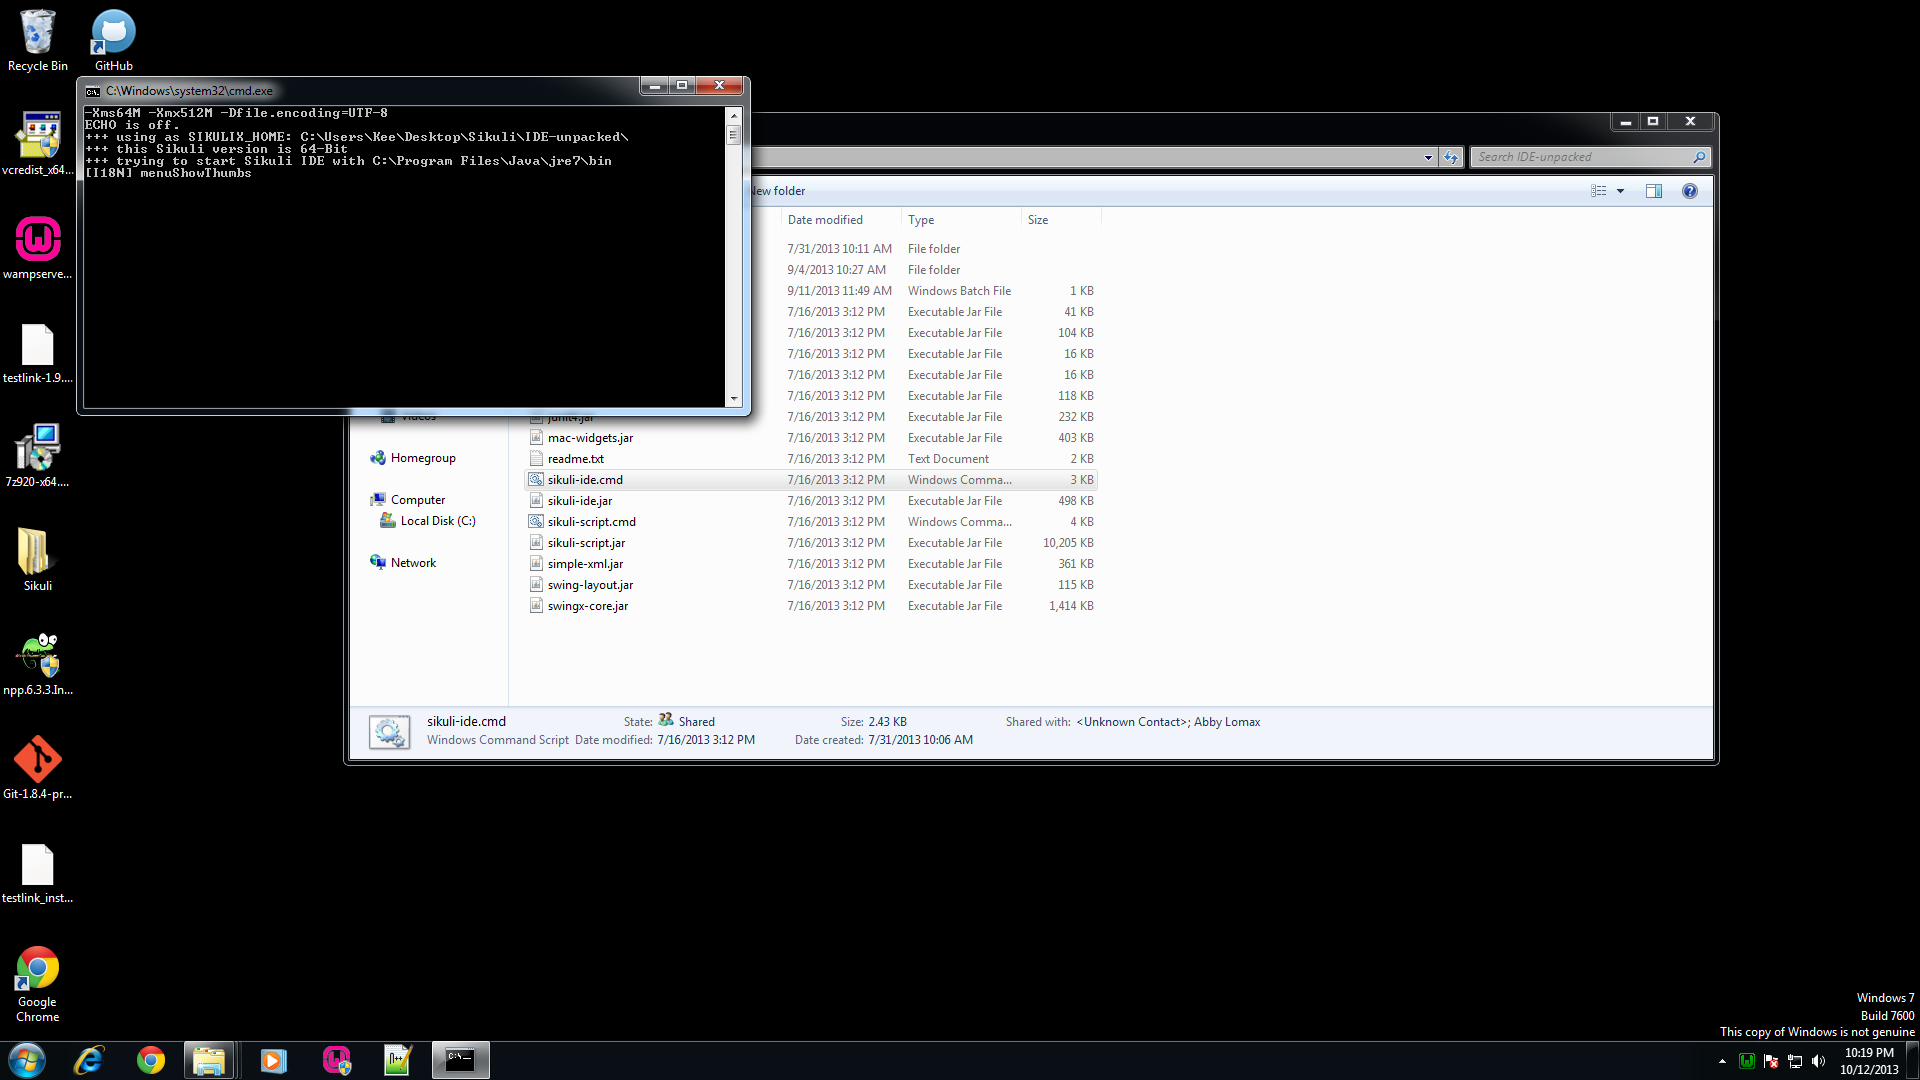 Recycle Bin
GitHub
vcredist_x64...
wampserve...
testlink-1.9....
7z920-x64....
Sikuli
npp.6.3.3.In...
Git-1.8.4-pr...
testlink_inst...
Google
Chrome
C:\Windows\system32\cmd.exe
-Xms64M -Xmx512M -Dfile.encoding=UTF-8
ECHO is off.
+++ using as SIKULIX_HOME: C:\Users\Kee\Desktop\Sikuli\IDE-unpacked\
+++ this Sikuli version is 64-Bit
+++ trying to start Sikuli IDE with C:\Program Files\Java\jre7\bin
[I18N] menuShowThumbs
Search IDE-unpacked
New folder
Date modified Type Size
7/31/2013 10:11 AM File folder
9/4/2013 10:27 AM File folder
9/11/2013 11:49 AM Windows Batch File 1 KB
7/16/2013 3:12 PM Executable Jar File 41 KB
7/16/2013 3:12 PM Executable Jar File 104 KB
7/16/2013 3:12 PM Executable Jar File 16 KB
7/16/2013 3:12 PM Executable Jar File 16 KB
7/16/2013 3:12 PM Executable Jar File 118 KB
junit4.jar 7/16/2013 3:12 PM Executable Jar File 232 KB
mac-widgets.jar 7/16/2013 3:12 PM Executable Jar File 403 KB
readme.txt 7/16/2013 3:12 PM Text Document 2 KB
sikuli-ide.cmd 7/16/2013 3:12 PM Windows Comma... 3 KB
sikuli-ide.jar 7/16/2013 3:12 PM Executable Jar File 498 KB
sikuli-script.cmd 7/16/2013 3:12 PM Windows Comma... 4 KB
sikuli-script.jar 7/16/2013 3:12 PM Executable Jar File 10,205 KB
simple-xml.jar 7/16/2013 3:12 PM Executable Jar File 361 KB
swing-layout.jar 7/16/2013 3:12 PM Executable Jar File 115 KB
swingx-core.jar 7/16/2013 3:12 PM Executable Jar File 1,414 KB
Videos
Homegroup
Computer
Local Disk (C:)
Network
sikuli-ide.cmd State: Shared Size: 2.43 KB Shared with: <Unknown Contact>; Abby Lomax
Windows Command Script Date modified: 7/16/2013 3:12 PM Date created: 7/31/2013 10:06 AM
Windows 7
Build 7600
This copy of Windows is not genuine
10:19 PM
10/12/2013